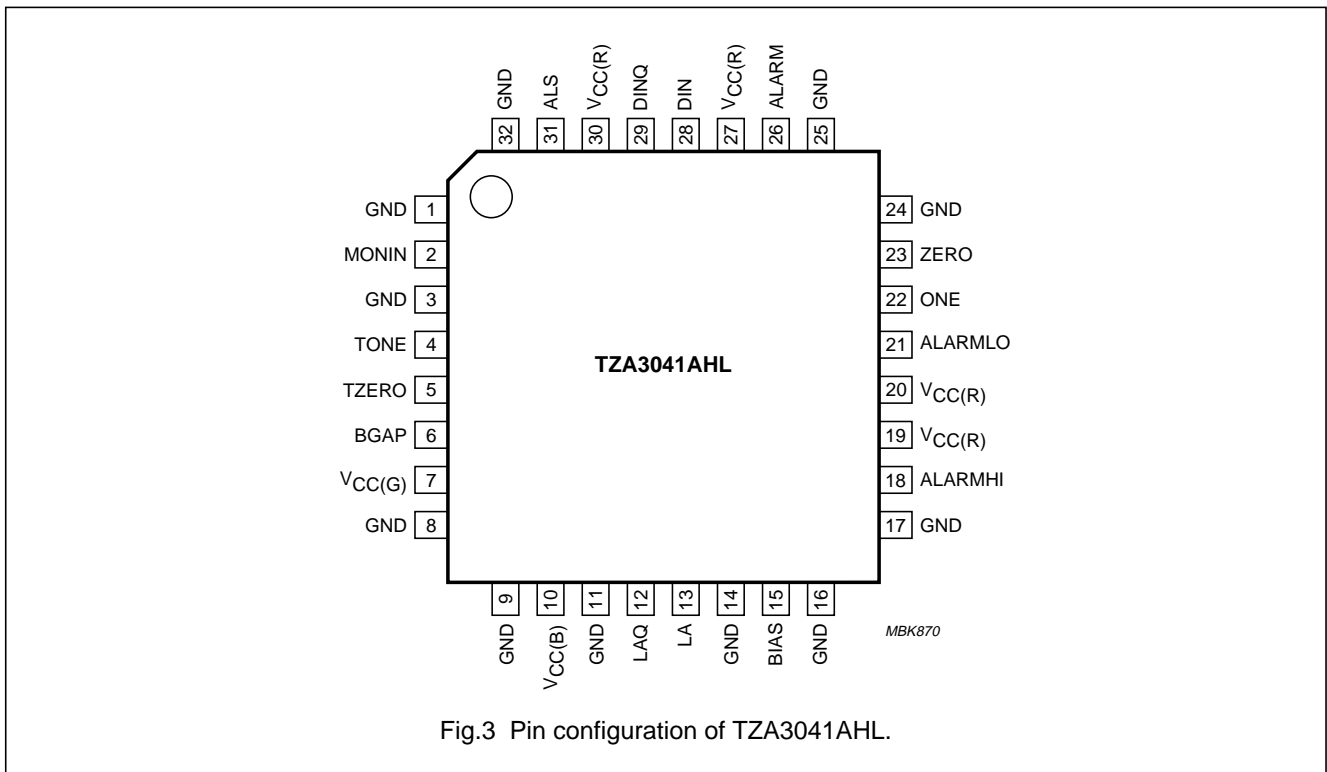 GND
ALS
VCC(R)
DINQ
DIN
VCC(R)
ALARM
GND
32
31
30
29
28
27
26
25
GND 1
MONIN 2
GND 3
TONE 4
TZERO 5
BGAP 6
VCC(G) 7
GND 8
TZA3041AHL
24 GND
23 ZERO
22 ONE
21 ALARMLO
20 VCC(R)
19 VCC(R)
18 ALARMHI
17 GND
9
10
11
12
13
14
15
16
GND
VCC(B)
GND
LAQ
LA
GND
BIAS
GND
MBK870
Fig.3 Pin configuration of TZA3041AHL.